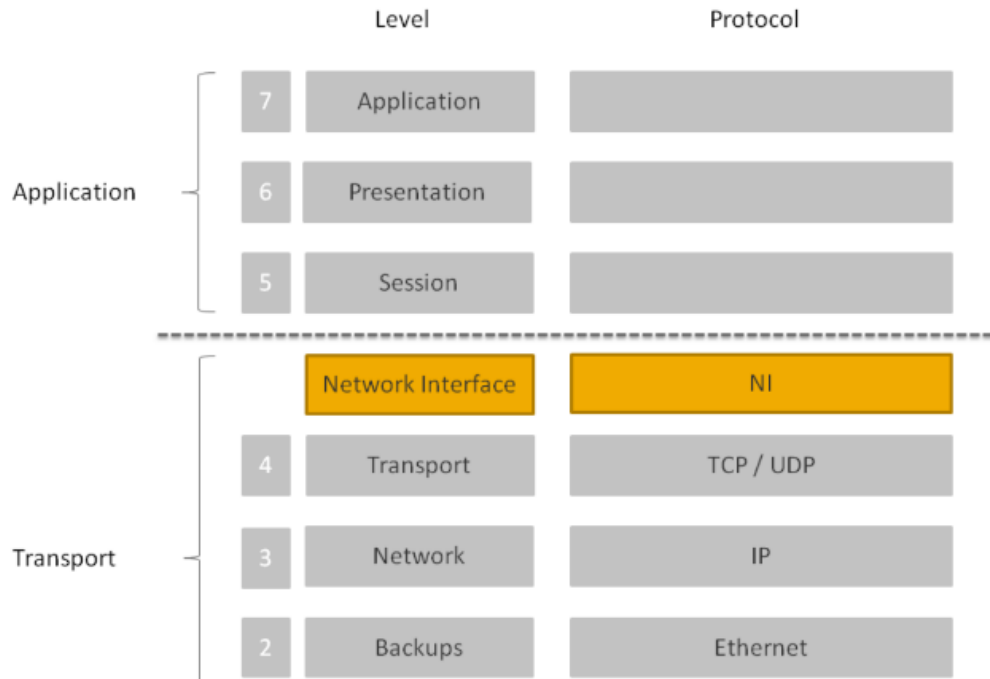 Level Protocol
7 Application
Application
6 Presentation
5 Session
Network Interface NI
4 Transport TCP / UDP
Transport
3 Network IP
2 Backups Ethernet